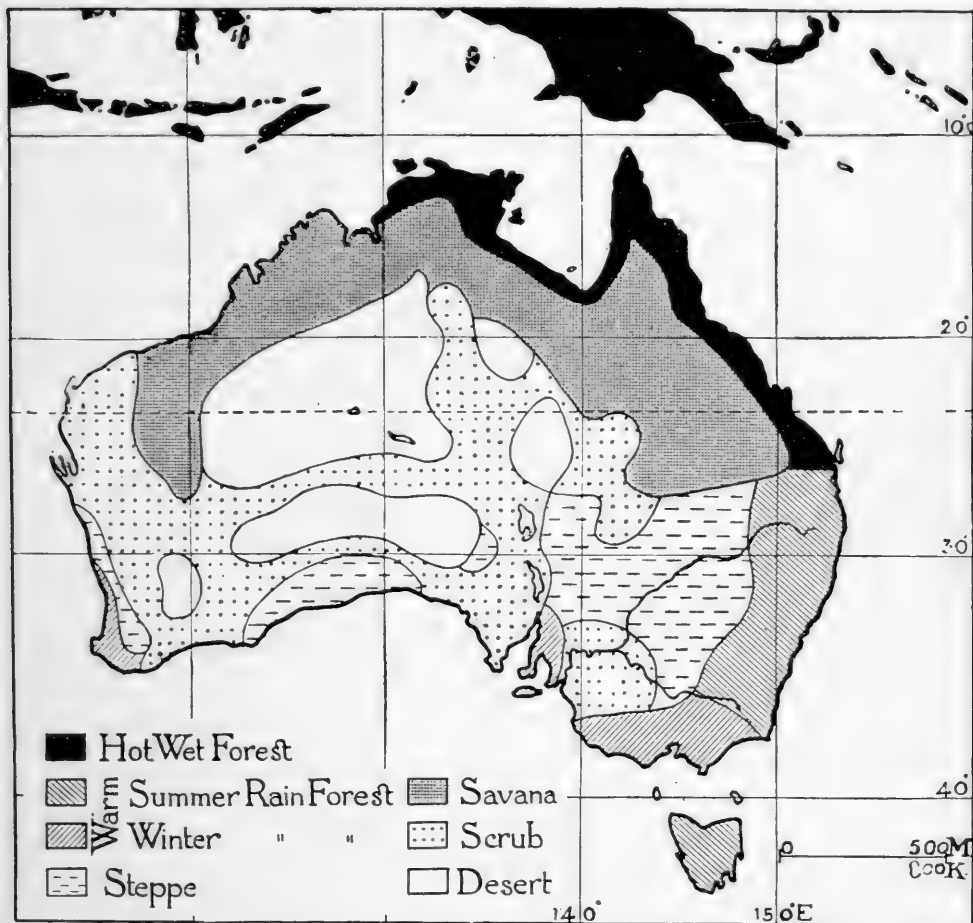 10°
20°
30°
Hot Wet Forest
Warm
Summer Rain Forest
Winter " "
Steppe
Savana
Scrub
Desert
40°
0 500M
140°
150°E